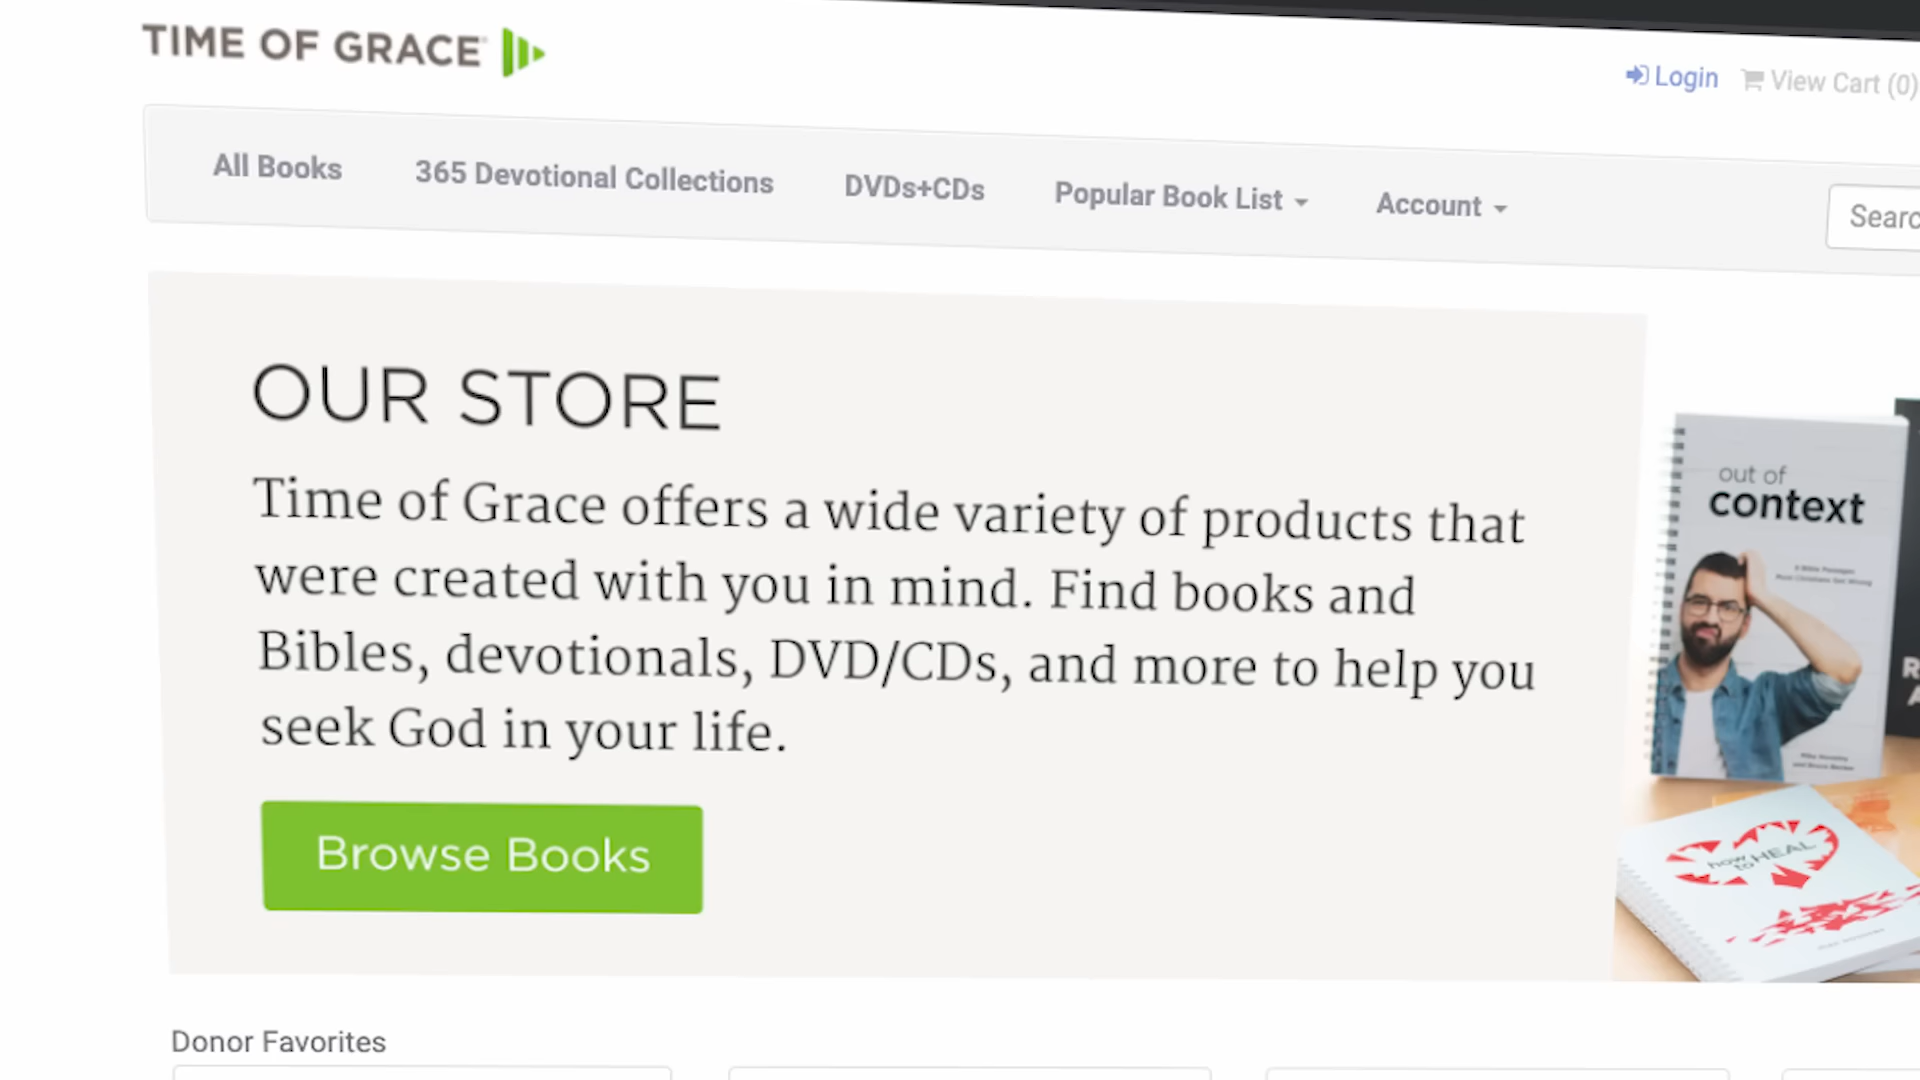 TIME OF GRACE
Login
View Cart (0)
All Books
365 Devotional Collections
DVDs+CDs
Popular Book List
Account
Searc
OUR STORE
Time of Grace offers a wide variety of products that
were created with you in mind. Find books and
Bibles, devotionals, DVD/CDs, and more to help you
seek God in your life.
Browse Books
out of
context
how
to HEAL
Donor Favorites